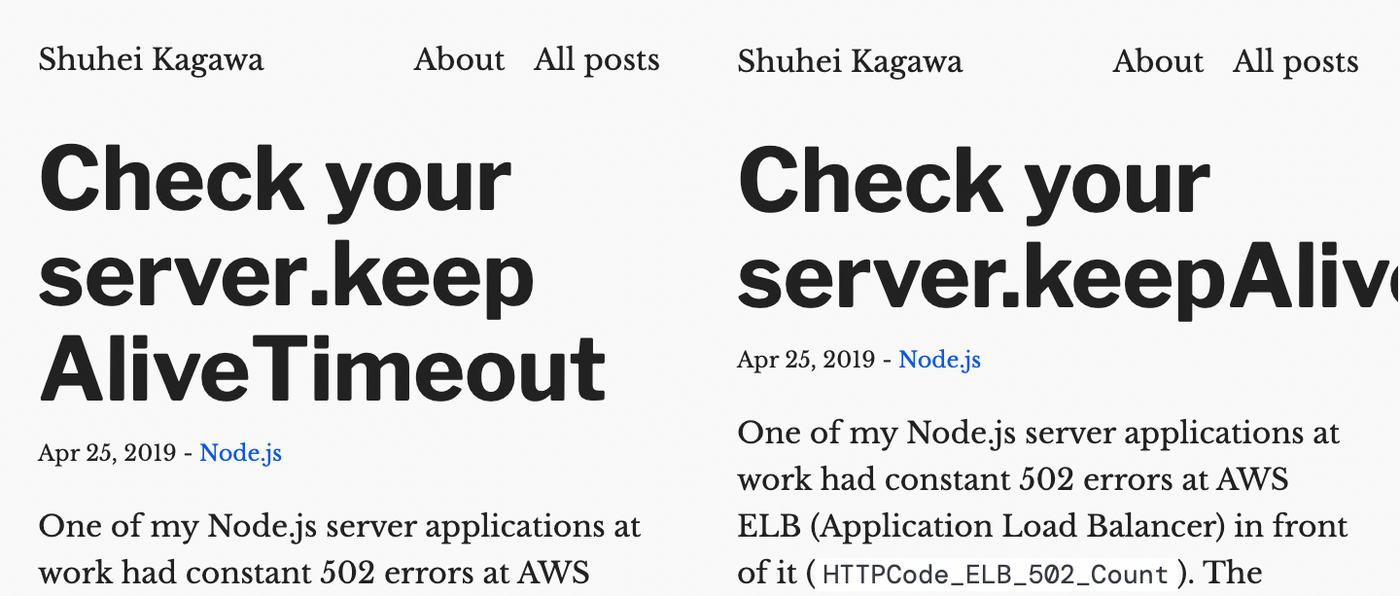 Shuhei Kagawa About All posts
Check your
server.keep
AliveTimeout
Apr 25, 2019 - Node.js
One of my Node.js server applications at
work had constant 502 errors at AWS
Shuhei Kagawa About All posts
Check your
server.keepAliv
Apr 25, 2019 - Node.js
One of my Node.js server applications at
work had constant 502 errors at AWS
ELB (Application Load Balancer) in front
of it ( HTTPCode_ELB_502_Count ). The